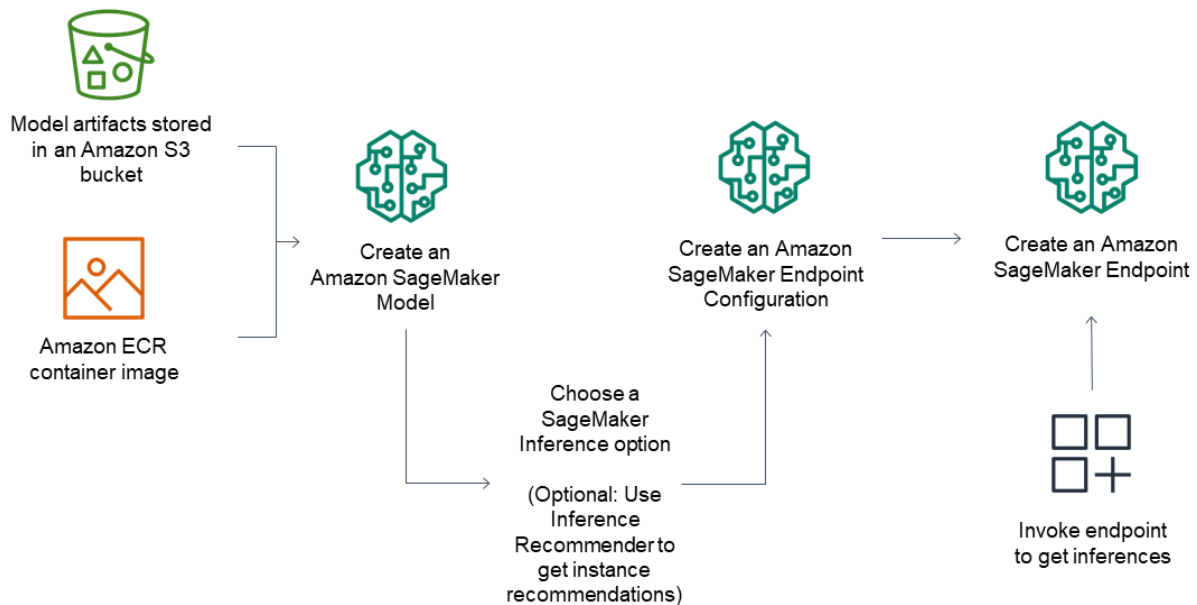 Model artifacts stored
in an Amazon S3
bucket
Amazon ECR
container image
Create an
Amazon SageMaker
Model
Choose a
SageMaker
Inference option
(Optional: Use
Inference
Recommender to
get instance
recommendations)
Create an Amazon
SageMaker Endpoint
Configuration
Create an Amazon
SageMaker Endpoint
Invoke endpoint
to get inferences